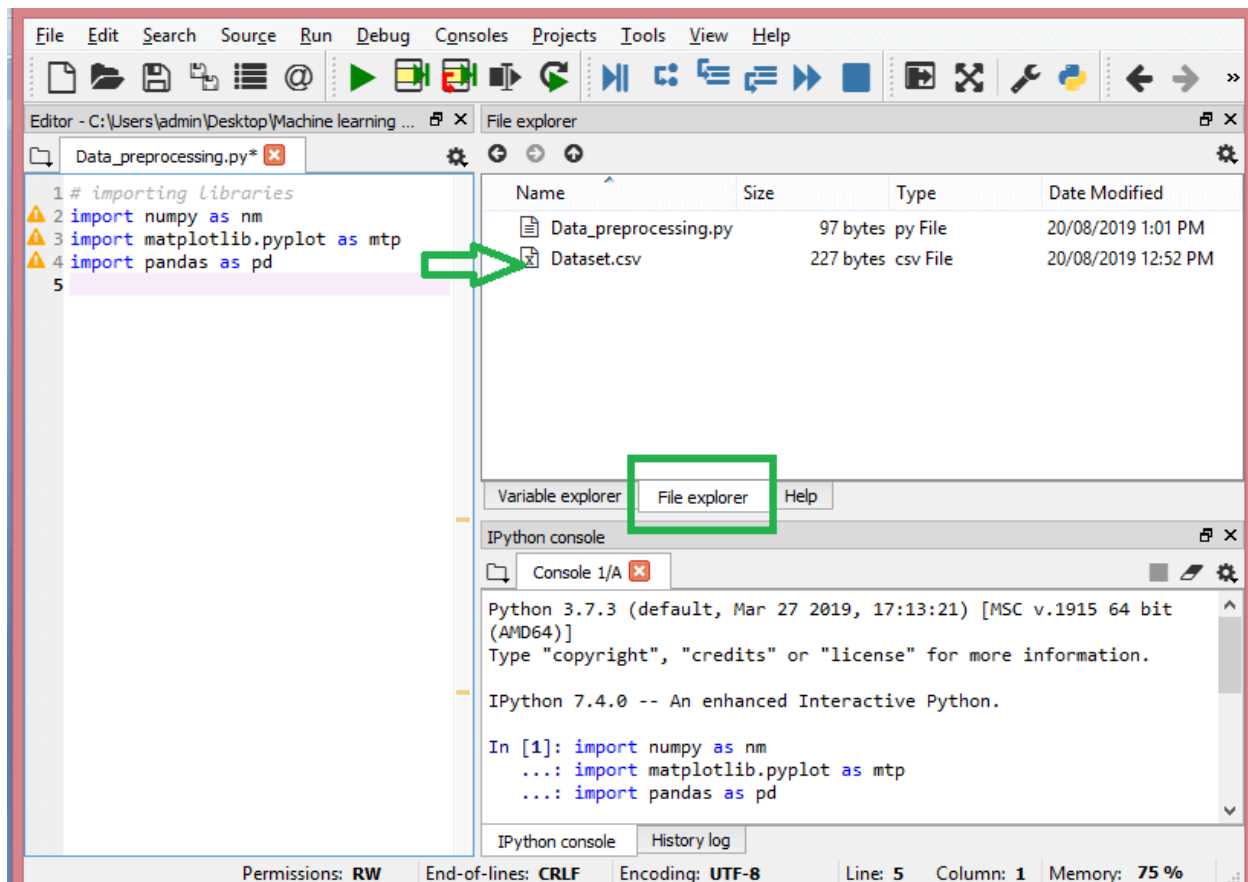 File Edit Search Source Run Debug Consoles Projects Tools View Help
Editor - C:\Users\admin\Desktop\Machine learning ...
Data_preprocessing.py*
1 # importing libraries
2 import numpy as nm
3 import matplotlib.pyplot as mtp
4 import pandas as pd
5
File explorer
Name Size Type Date Modified
Data_preprocessing.py 97 bytes py File 20/08/2019 1:01 PM
Dataset.csv 227 bytes csv File 20/08/2019 12:52 PM
Variable explorer File explorer Help
IPython console
Console 1/A
Python 3.7.3 (default, Mar 27 2019, 17:13:21) [MSC v.1915 64 bit
(AMD64)]
Type "copyright", "credits" or "license" for more information.
IPython 7.4.0 -- An enhanced Interactive Python.
In [1]: import numpy as nm
...: import matplotlib.pyplot as mtp
...: import pandas as pd
IPython console History log
Permissions: RW End-of-lines: CRLF Encoding: UTF-8 Line: 5 Column: 1 Memory: 75 %